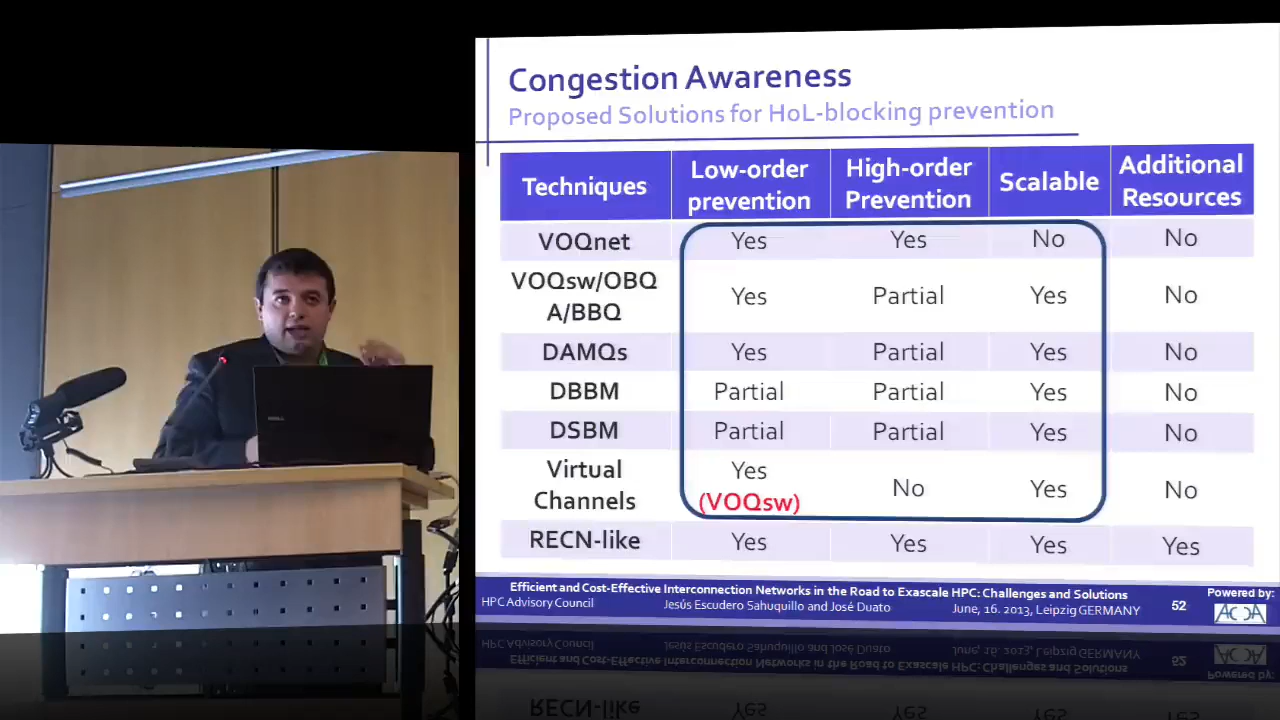 Congestion Awareness
Proposed Solutions for HoL-blocking prevention
Techniques Low-order prevention High-order Prevention Scalable Additional Resources
VOQnet Yes Yes No No
VOQsw/OBQ
A/BBQ Yes Partial Yes No
DAMQs Yes Partial Yes No
DBBM Partial Partial Yes No
DSBM Partial Partial Yes No
Virtual Channels Yes (VOQsw) No Yes No
RECN-like Yes Yes Yes Yes
Efficient and Cost-Effective Interconnection Networks in the Road to Exascale HPC: Challenges and Solutions
HPC Advisory Council Jesús Escudero Sahuquillo and José Duato June, 16. 2013, Leipzig GERMANY
52
Powered by: